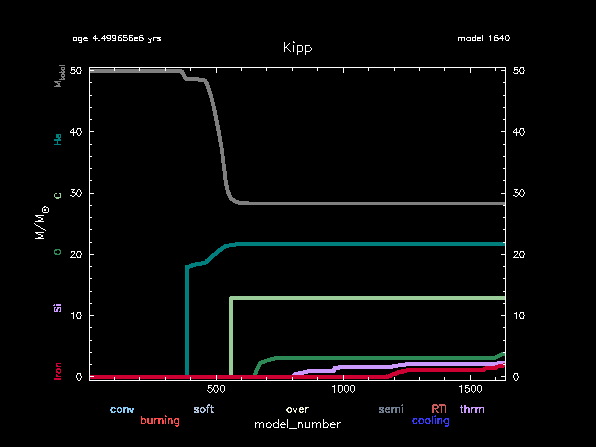 age 4.499656e6 yrs
model 1640
Kipp
M_total
He
C
O
Si
Iron
M/M☉
50
40
30
20
10
0
50
40
30
20
10
0
500
1000
1500
conv
soft
over
semi
RTI
thrm
burning
cooling
model_number